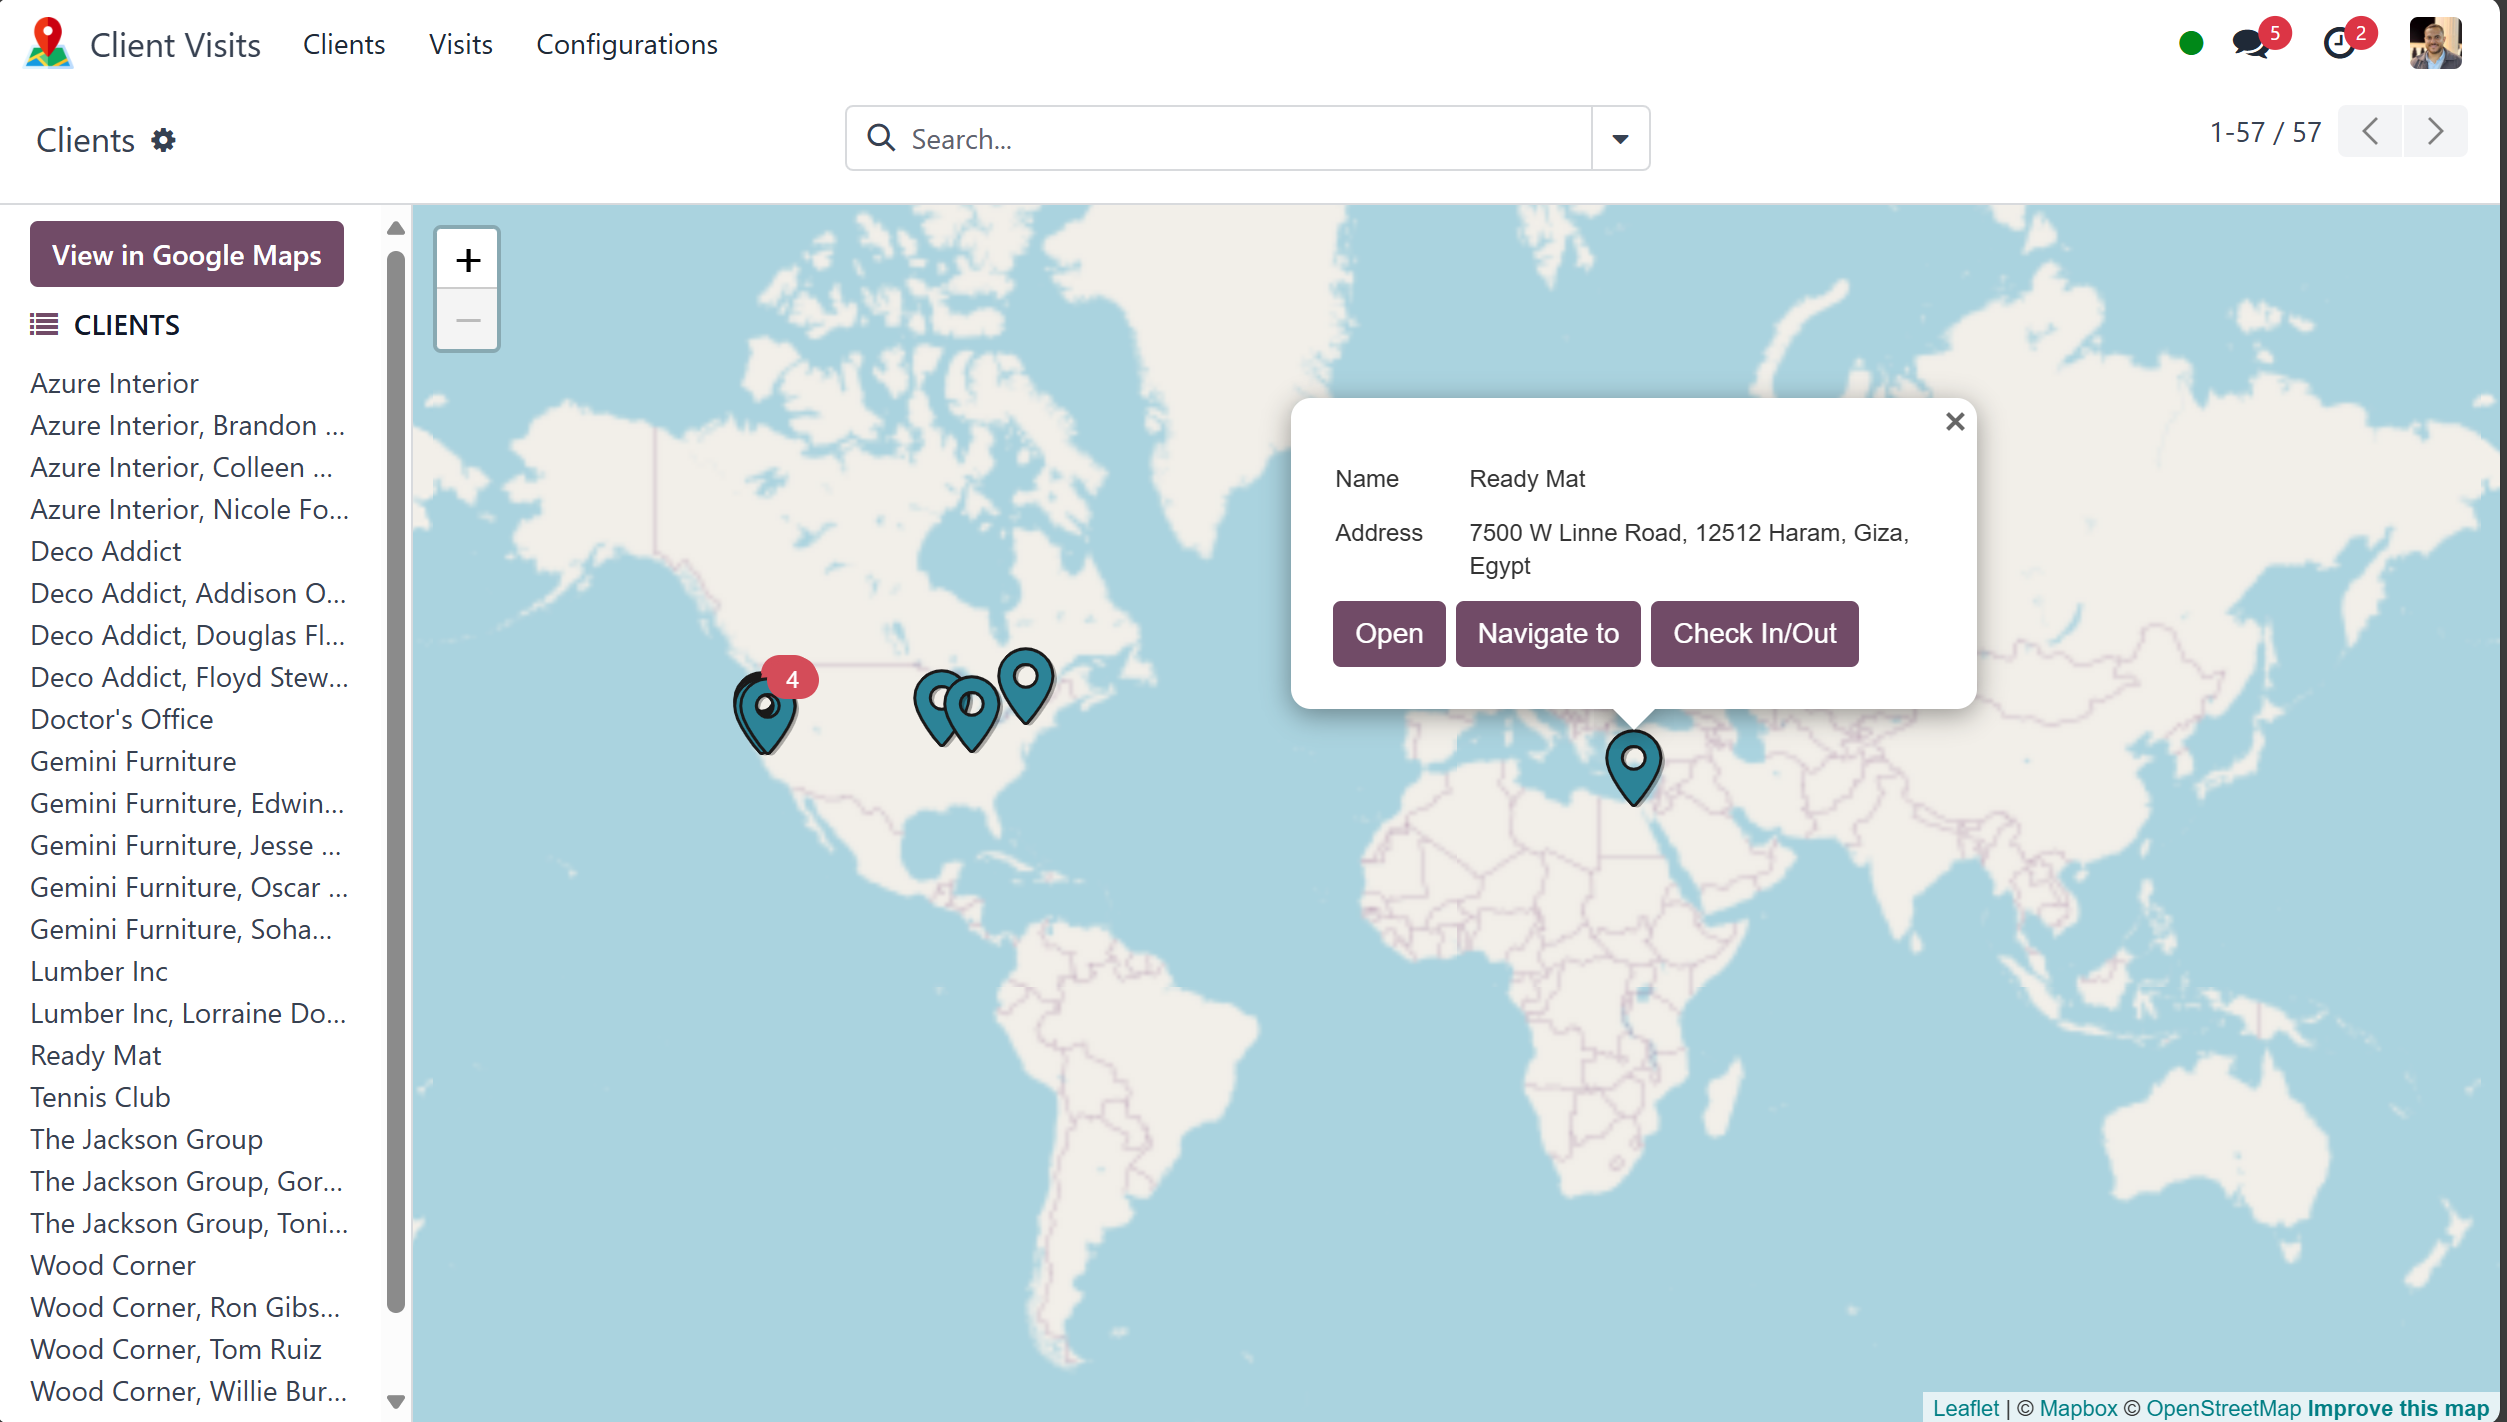 Client Visits Clients Visits Configurations 5 2
Clients Search... 1-57 / 57
View in Google Maps
CLIENTS
Azure Interior
Azure Interior, Brandon ...
Azure Interior, Colleen ...
Azure Interior, Nicole Fo...
Deco Addict
Deco Addict, Addison O...
Deco Addict, Douglas Fl...
Deco Addict, Floyd Stew...
Doctor's Office
Gemini Furniture
Gemini Furniture, Edwin...
Gemini Furniture, Jesse ...
Gemini Furniture, Oscar ...
Gemini Furniture, Soha...
Lumber Inc
Lumber Inc, Lorraine Do...
Ready Mat
Tennis Club
The Jackson Group
The Jackson Group, Gor...
The Jackson Group, Toni...
Wood Corner
Wood Corner, Ron Gibs...
Wood Corner, Tom Ruiz
Wood Corner, Willie Bur...
+
−
4
×
Name Ready Mat
Address 7500 W Linne Road, 12512 Haram, Giza,
Egypt
Open Navigate to Check In/Out
Leaflet | © Mapbox © OpenStreetMap Improve this map